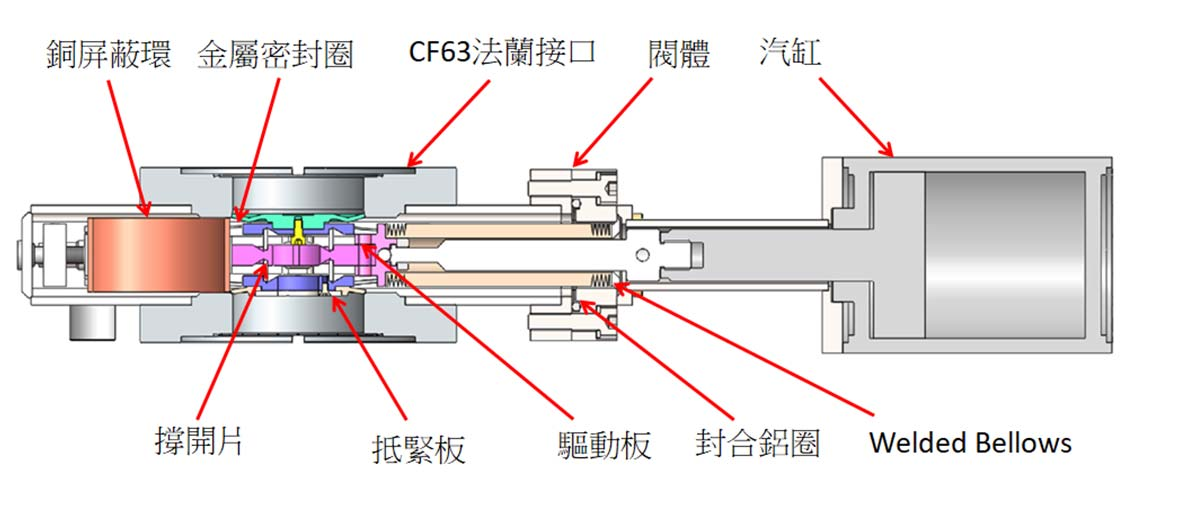 銅屏蔽環
金屬密封圈
CF63法蘭接口
閥體
汽缸
撐開片
抵緊板
驅動板
封合鋁圈
Welded Bellows